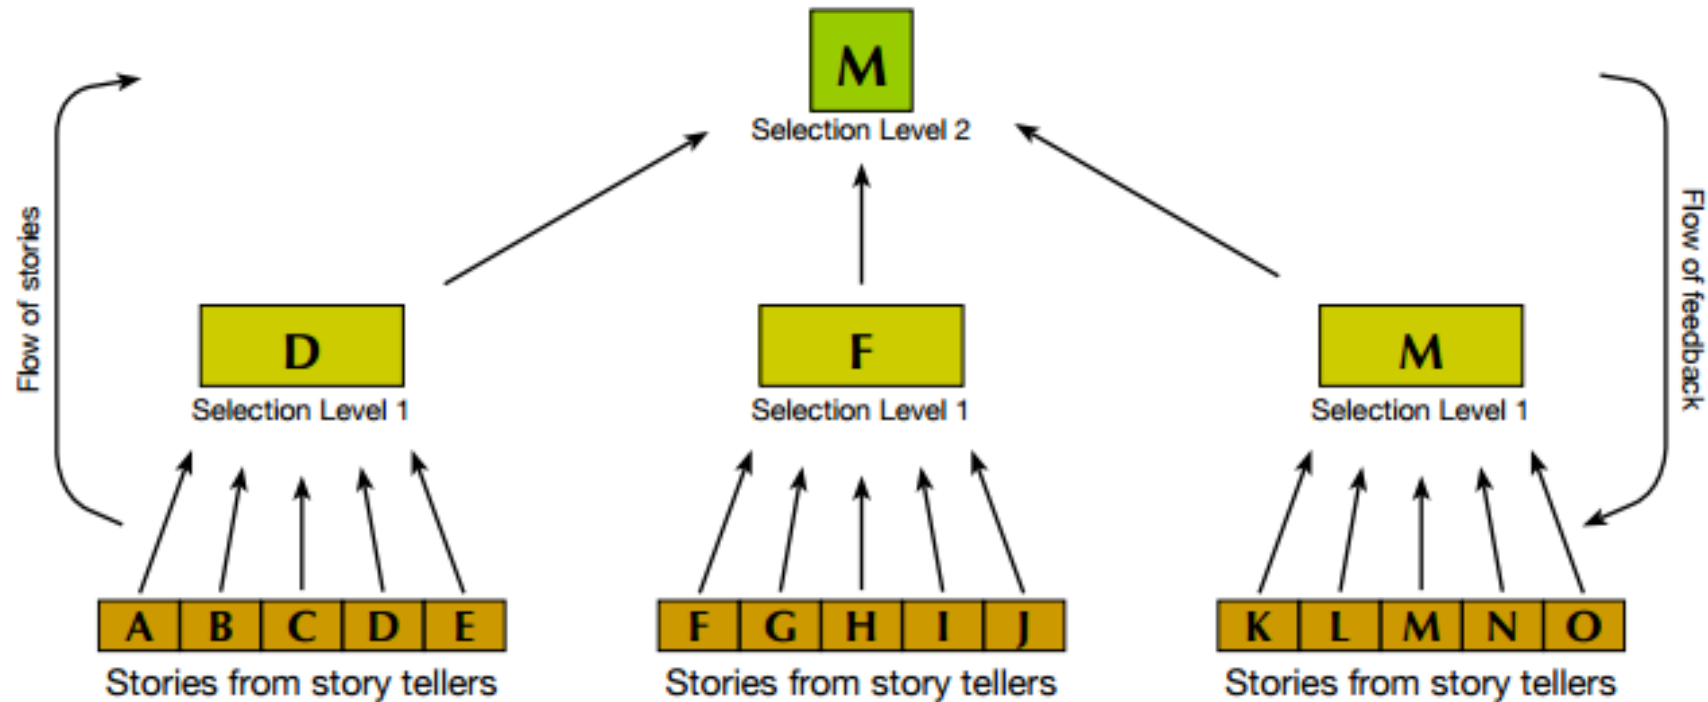 M
Selection Level 2
Flow of stories
Flow of feedback
D
F
M
Selection Level 1
Selection Level 1
Selection Level 1
A B C D E
F G H I J
K L M N O
Stories from story tellers
Stories from story tellers
Stories from story tellers